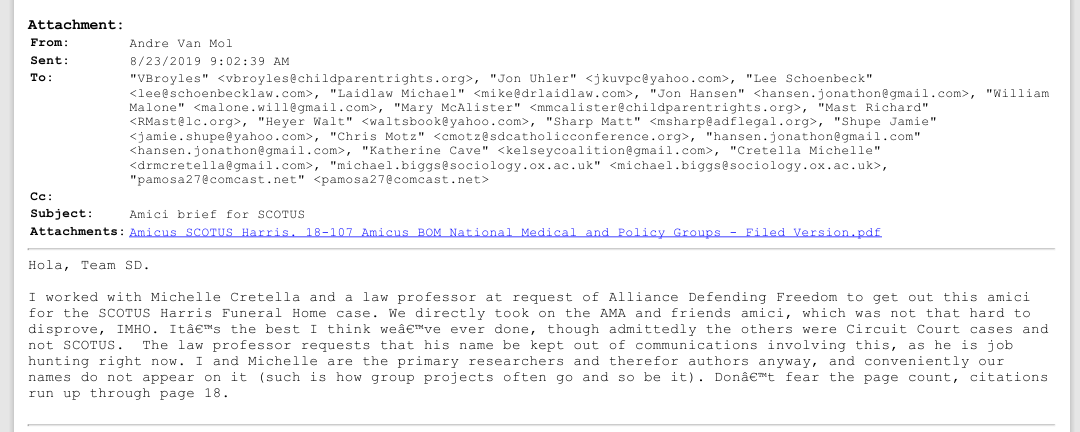 Attachment:
From: Andre Van Mol
Sent: 8/23/2019 9:02:39 AM
To: "VBroyles" <vbroyles@childparentrights.org>, "Jon Uhler" <jkuvpc@yahoo.com>, "Lee Schoenbeck"
<lee@schoenbecklaw.com>, "Laidlaw Michael" <mike@drlaidlaw.com>, "Jon Hansen" <hansen.jonathon@gmail.com>, "William
Malone" <malone.will@gmail.com>, "Mary McAlister" <mmcalister@childparentrights.org>, "Mast Richard"
<RMast@lc.org>, "Heyer Walt" <waltsbook@yahoo.com>, "Sharp Matt" <msharp@adflegal.org>, "Shupe Jamie"
<jamie.shupe@yahoo.com>, "Chris Motz" <cmotz@sdcatholicconference.org>, "hansen.jonathon@gmail.com"
<hansen.jonathon@gmail.com>, "Katherine Cave" <kelseycoalition@gmail.com>, "Cretella Michelle"
<drmcretella@gmail.com>, "michael.biggs@sociology.ox.ac.uk" <michael.biggs@sociology.ox.ac.uk>,
"pamosa27@comcast.net" <pamosa27@comcast.net>
Cc:
Subject: Amici brief for SCOTUS
Attachments: Amicus SCOTUS Harris. 18-107 Amicus BOM National Medical and Policy Groups - Filed Version.pdf
Hola, Team SD.
I worked with Michelle Cretella and a law professor at request of Alliance Defending Freedom to get out this amici
for the SCOTUS Harris Funeral Home case. We directly took on the AMA and friends amici, which was not that hard to
disprove, IMHO. Itâ€™s the best I think weâ€™ve ever done, though admittedly the others were Circuit Court cases and
not SCOTUS.  The law professor requests that his name be kept out of communications involving this, as he is job
hunting right now. I and Michelle are the primary researchers and therefor authors anyway, and conveniently our
names do not appear on it (such is how group projects often go and so be it). Donâ€™t fear the page count, citations
run up through page 18.